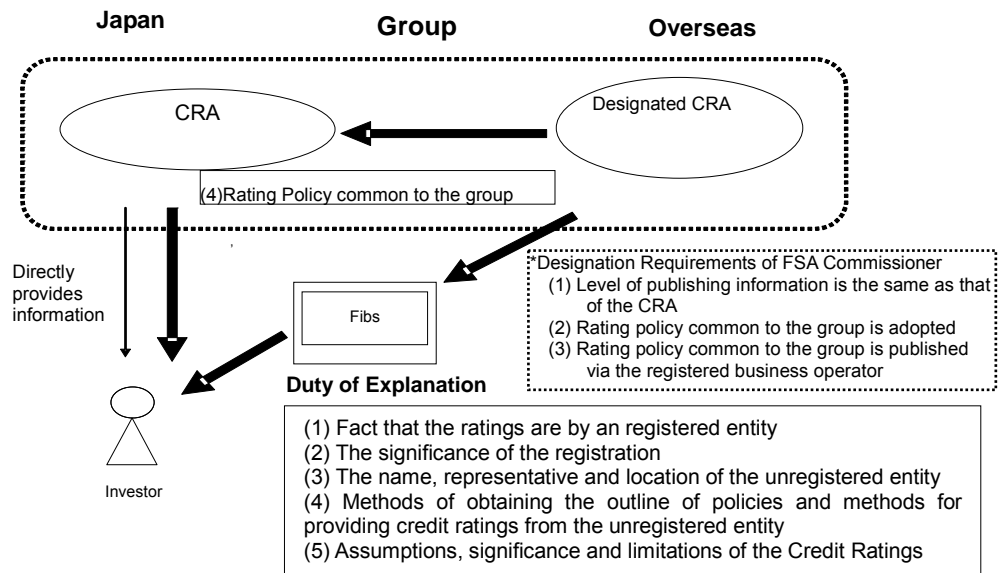 Japan
Group
Overseas
CRA
Designated CRA
(4)Rating Policy common to the group
,
Directly
provides
information
*Designation Requirements of FSA Commissioner
(1) Level of publishing information is the same as that
of the CRA
(2) Rating policy common to the group is adopted
(3) Rating policy common to the group is published
via the registered business operator
Fibs
Duty of Explanation
(1) Fact that the ratings are by an registered entity
(2) The significance of the registration
(3) The name, representative and location of the unregistered entity
(4) Methods of obtaining the outline of policies and methods for
providing credit ratings from the unregistered entity
(5) Assumptions, significance and limitations of the Credit Ratings
Investor